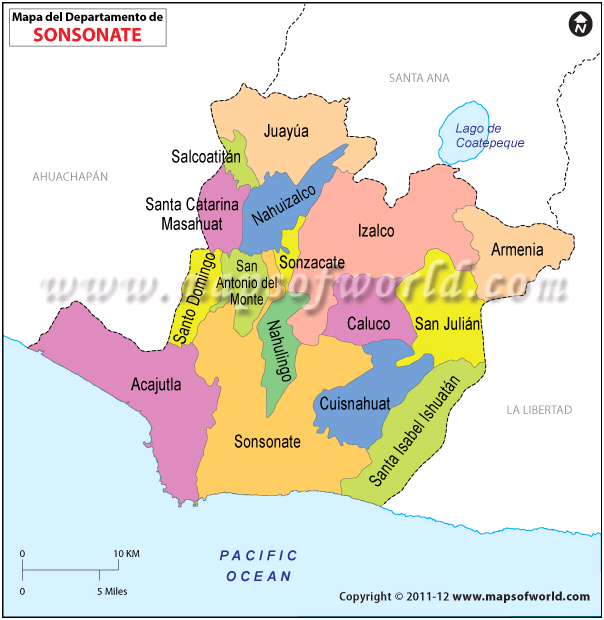 Mapa del Departamento de
SONSONATE
N
SANTA ANA
Juayúa
Lago de
Coatepeque
Salcoatitán
AHUACHAPÁN
Nahuizalco
Santa Catarina
Masahuat
Izalco
Armenia
Sonzacate
San
Antonio del
Monte
Santo Domingo
www.mapsofworld.com
Caluco
San Julián
Nahulingo
Acajutla
Cuisnahuat
LA LIBERTAD
Santa Isabel Ishuatán
Sonsonate
0 10 KM
0 5 Miles
PACIFIC
OCEAN
Copyright © 2011-12 www.mapsofworld.com